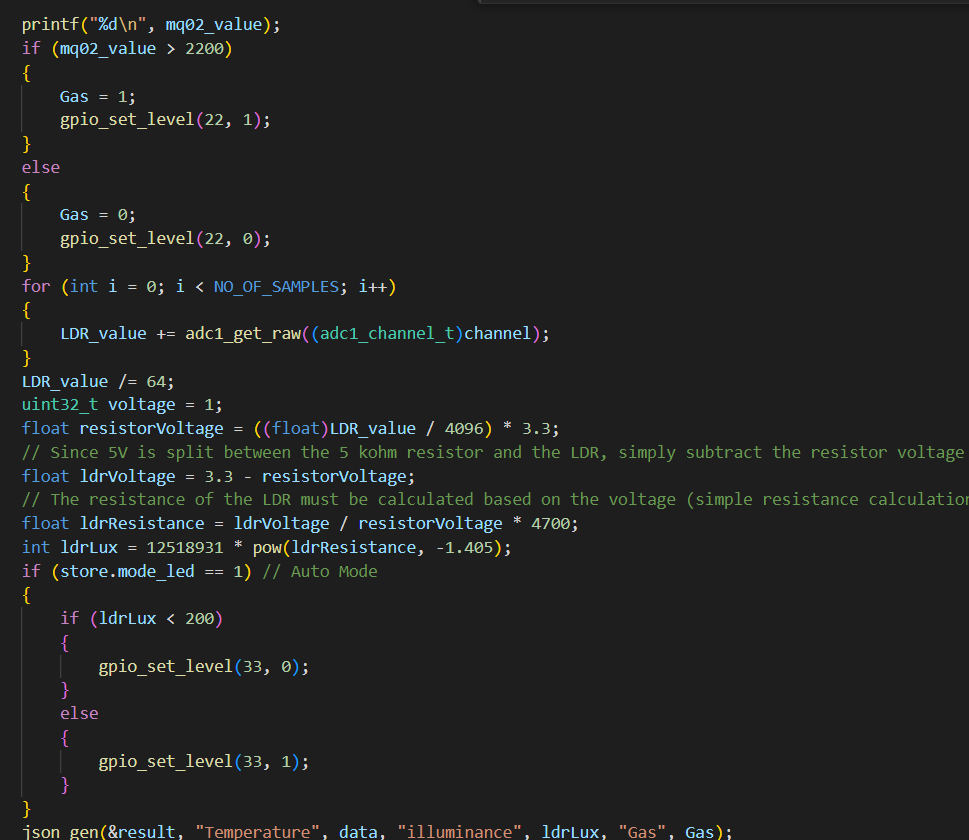 printf("%d\n", mq02_value);
if (mq02_value > 2200)
{
Gas = 1;
gpio_set_level(22, 1);
}
else
{
Gas = 0;
gpio_set_level(22, 0);
}
for (int i = 0; i < NO_OF_SAMPLES; i++)
{
LDR_value += adc1_get_raw((adc1_channel_t)channel);
}
LDR_value /= 64;
uint32_t voltage = 1;
float resistorVoltage = ((float)LDR_value / 4096) * 3.3;
// Since 5V is split between the 5 kohm resistor and the LDR, simply subtract the resistor voltage
float ldrVoltage = 3.3 - resistorVoltage;
// The resistance of the LDR must be calculated based on the voltage (simple resistance calculation
float ldrResistance = ldrVoltage / resistorVoltage * 4700;
int ldrLux = 12518931 * pow(ldrResistance, -1.405);
if (store.mode_led == 1) // Auto Mode
{
if (ldrLux < 200)
{
gpio_set_level(33, 0);
}
else
{
gpio_set_level(33, 1);
}
}
json_gen(&result, "Temperature", data, "illuminance", ldrLux, "Gas", Gas);